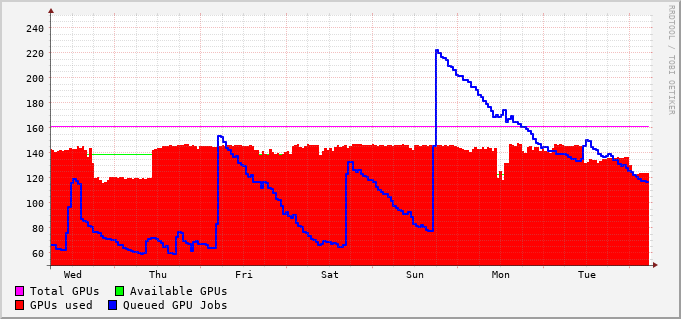 RRDTOOL / TOBI OETIKER
240
220
200
180
160
140
120
100
80
60
Wed Thu Fri Sat Sun Mon Tue
Total GPUs Available GPUs
GPUs used Queued GPU Jobs